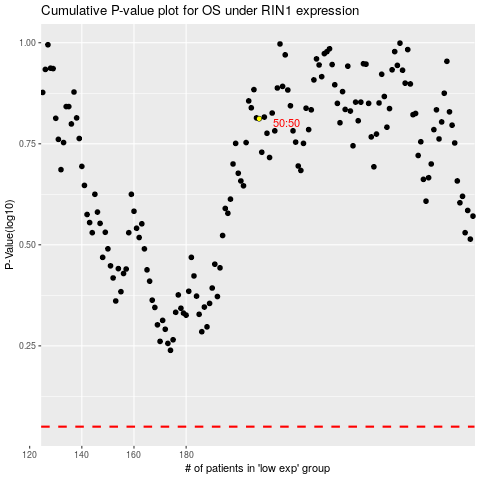 Cumulative P-value plot for OS under RIN1 expression
P-Value(log10)
1.00
0.75
0.50
0.25
50:50
120 140 160 180
# of patients in 'low exp' group